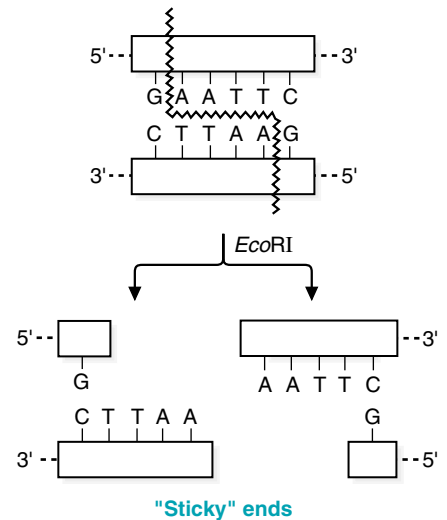 5' 3'
G A A T T C
C T T A A G
3' 5'
EcoRI
5' 3'
G A A T T C
C T T A A G
3' 5'
"Sticky" ends